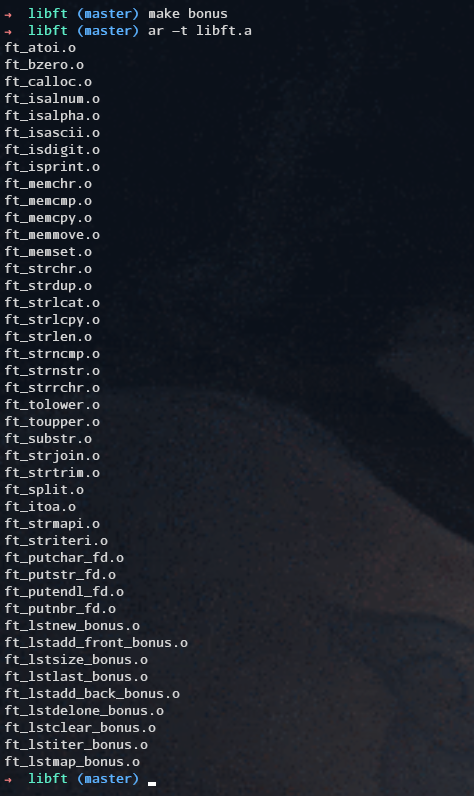 → libft (master) make bonus
→ libft (master) ar -t libft.a
ft_atoi.o
ft_bzero.o
ft_calloc.o
ft_isalnum.o
ft_isalpha.o
ft_isascii.o
ft_isdigit.o
ft_isprint.o
ft_memchr.o
ft_memcmp.o
ft_memcpy.o
ft_memmove.o
ft_memset.o
ft_strchr.o
ft_strdup.o
ft_strlcat.o
ft_strlcpy.o
ft_strlen.o
ft_strncmp.o
ft_strnstr.o
ft_strrchr.o
ft_tolower.o
ft_toupper.o
ft_substr.o
ft_strjoin.o
ft_strtrim.o
ft_split.o
ft_itoa.o
ft_strmapi.o
ft_striteri.o
ft_putchar_fd.o
ft_putstr_fd.o
ft_putendl_fd.o
ft_putnbr_fd.o
ft_lstnew_bonus.o
ft_lstadd_front_bonus.o
ft_lstsize_bonus.o
ft_lstlast_bonus.o
ft_lstadd_back_bonus.o
ft_lstdelone_bonus.o
ft_lstclear_bonus.o
ft_lstiter_bonus.o
ft_lstmap_bonus.o
→ libft (master)